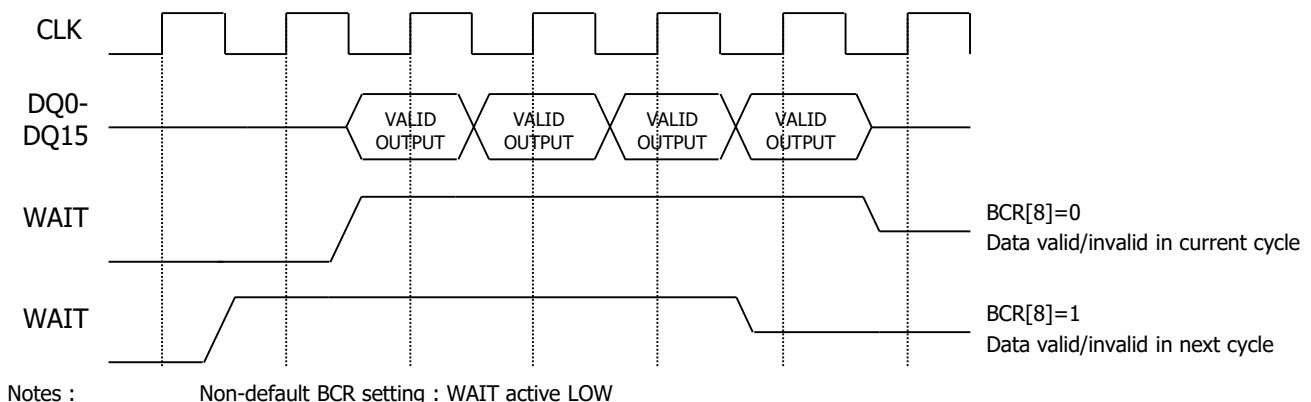 CLK
DQ0-
DQ15
VALID
OUTPUT
VALID
OUTPUT
VALID
OUTPUT
VALID
OUTPUT
WAIT
BCR[8]=0
Data valid/invalid in current cycle
WAIT
BCR[8]=1
Data valid/invalid in next cycle
Notes : Non-default BCR setting : WAIT active LOW